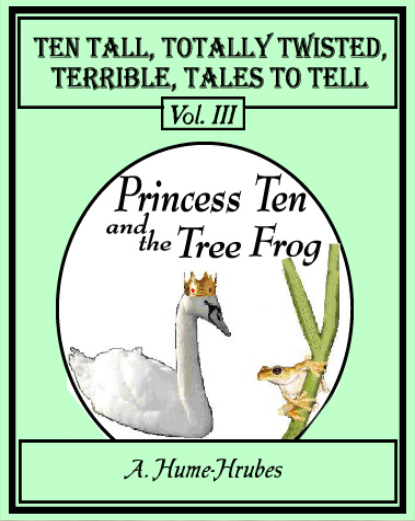 TEN TALL, TOTALLY TWISTED,
TERRIBLE, TALES TO TELL
Vol. III
Princess Ten
and the Tree Frog
A. Hume-Hrubes